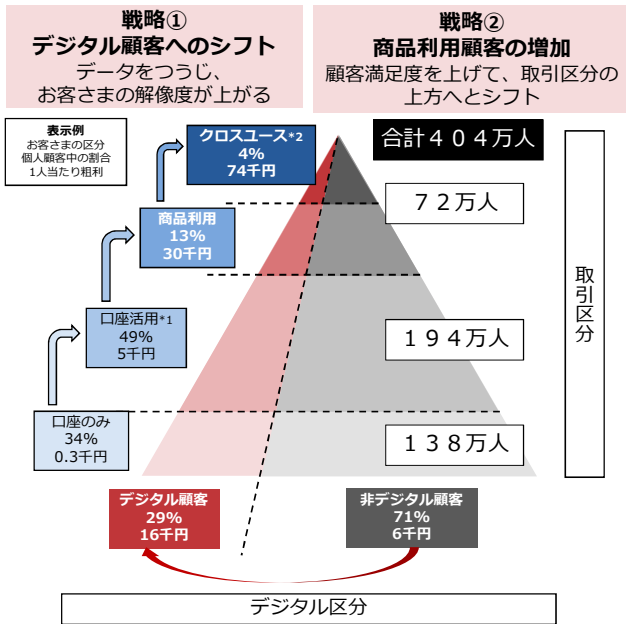 戦略①
デジタル顧客へのシフト
データをつうじ、
お客さまの解像度が上がる
戦略②
商品利用顧客の増加
顧客満足度を上げて、取引区分の
上方へとシフト
表示例
お客さまの区分
個人顧客中の割合
1人当たり粗利
クロスユース*2
4%
74千円
合計４０４万人
７２万人
商品利用
13%
30千円
取引区分
口座活用*1
49%
5千円
１９４万人
口座のみ
34%
0.3千円
１３８万人
デジタル顧客
29%
16千円
非デジタル顧客
71%
6千円
デジタル区分